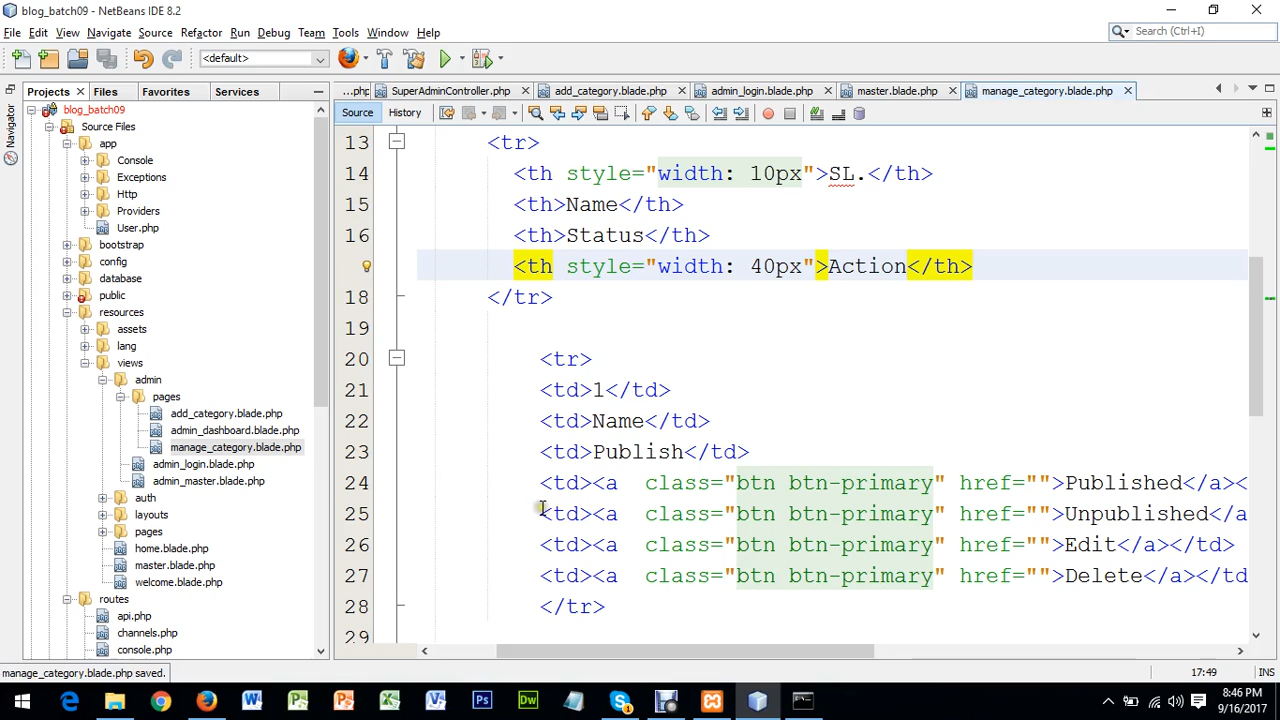 blog_batch09 - NetBeans IDE 8.2
File Edit View Navigate Source Refactor Run Debug Team Tools Window Help
Search (Ctrl+I)
<default>
Projects Files Favorites Services
...php SuperAdminController.php add_category.blade.php admin_login.blade.php master.blade.php manage_category.blade.php
Source History
Navigator
blog_batch09
Source Files
app
Console
Exceptions
Http
Providers
User.php
bootstrap
config
database
public
resources
assets
lang
views
admin
pages
add_category.blade.php
admin_dashboard.blade.php
manage_category.blade.php
admin_login.blade.php
admin_master.blade.php
auth
layouts
pages
home.blade.php
master.blade.php
welcome.blade.php
routes
api.php
channels.php
console.php
13 <tr>
14 <th style="width: 10px">SL.</th>
15 <th>Name</th>
16 <th>Status</th>
<th style="width: 40px">Action</th>
18 </tr>
19
20 <tr>
21 <td>1</td>
22 <td>Name</td>
23 <td>Publish</td>
24 <td><a class="btn btn-primary" href="">Published</a><
25 <td><a class="btn btn-primary" href="">Unpublished</a
26 <td><a class="btn btn-primary" href="">Edit</a></td>
27 <td><a class="btn btn-primary" href="">Delete</a></td
28 </tr>
29
manage_category.blade.php saved.
17:49 INS
8:46 PM
9/16/2017